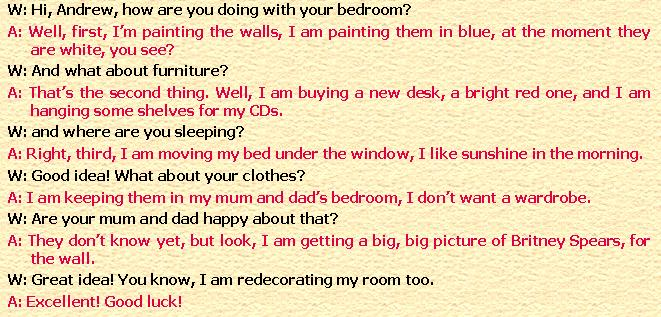 W: Hi, Andrew, how are you doing with your bedroom?
A: Well, first, I'm painting the walls, I am painting them in blue, at the moment they
are white, you see?
W: And what about furniture?
A: That's the second thing. Well, I am buying a new desk, a bright red one, and I am
hanging some shelves for my CDs.
W: and where are you sleeping?
A: Right, third, I am moving my bed under the window, I like sunshine in the morning.
W: Good idea! What about your clothes?
A: I am keeping them in my mum and dad's bedroom, I don't want a wardrobe.
W: Are your mum and dad happy about that?
A: They don't know yet, but look, I am getting a big, big picture of Britney Spears, for
the wall.
W: Great idea! You know, I am redecorating my room too.
A: Excellent! Good luck!